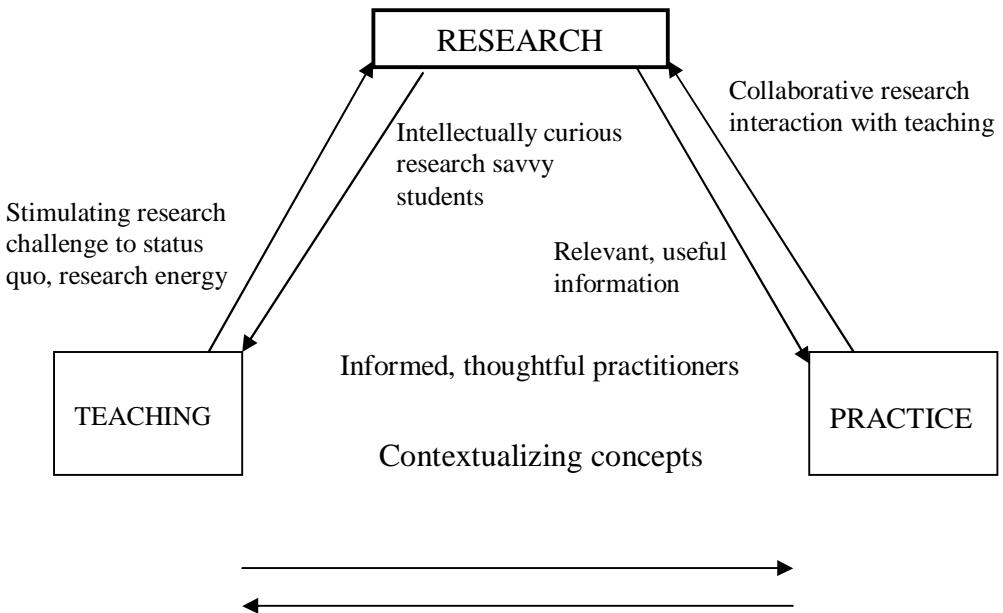 RESEARCH
Collaborative research
interaction with teaching
Intellectually curious
research savvy
students
Stimulating research
challenge to status
quo, research energy
Relevant, useful
information
Informed, thoughtful practitioners
TEACHING
PRACTICE
Contextualizing concepts